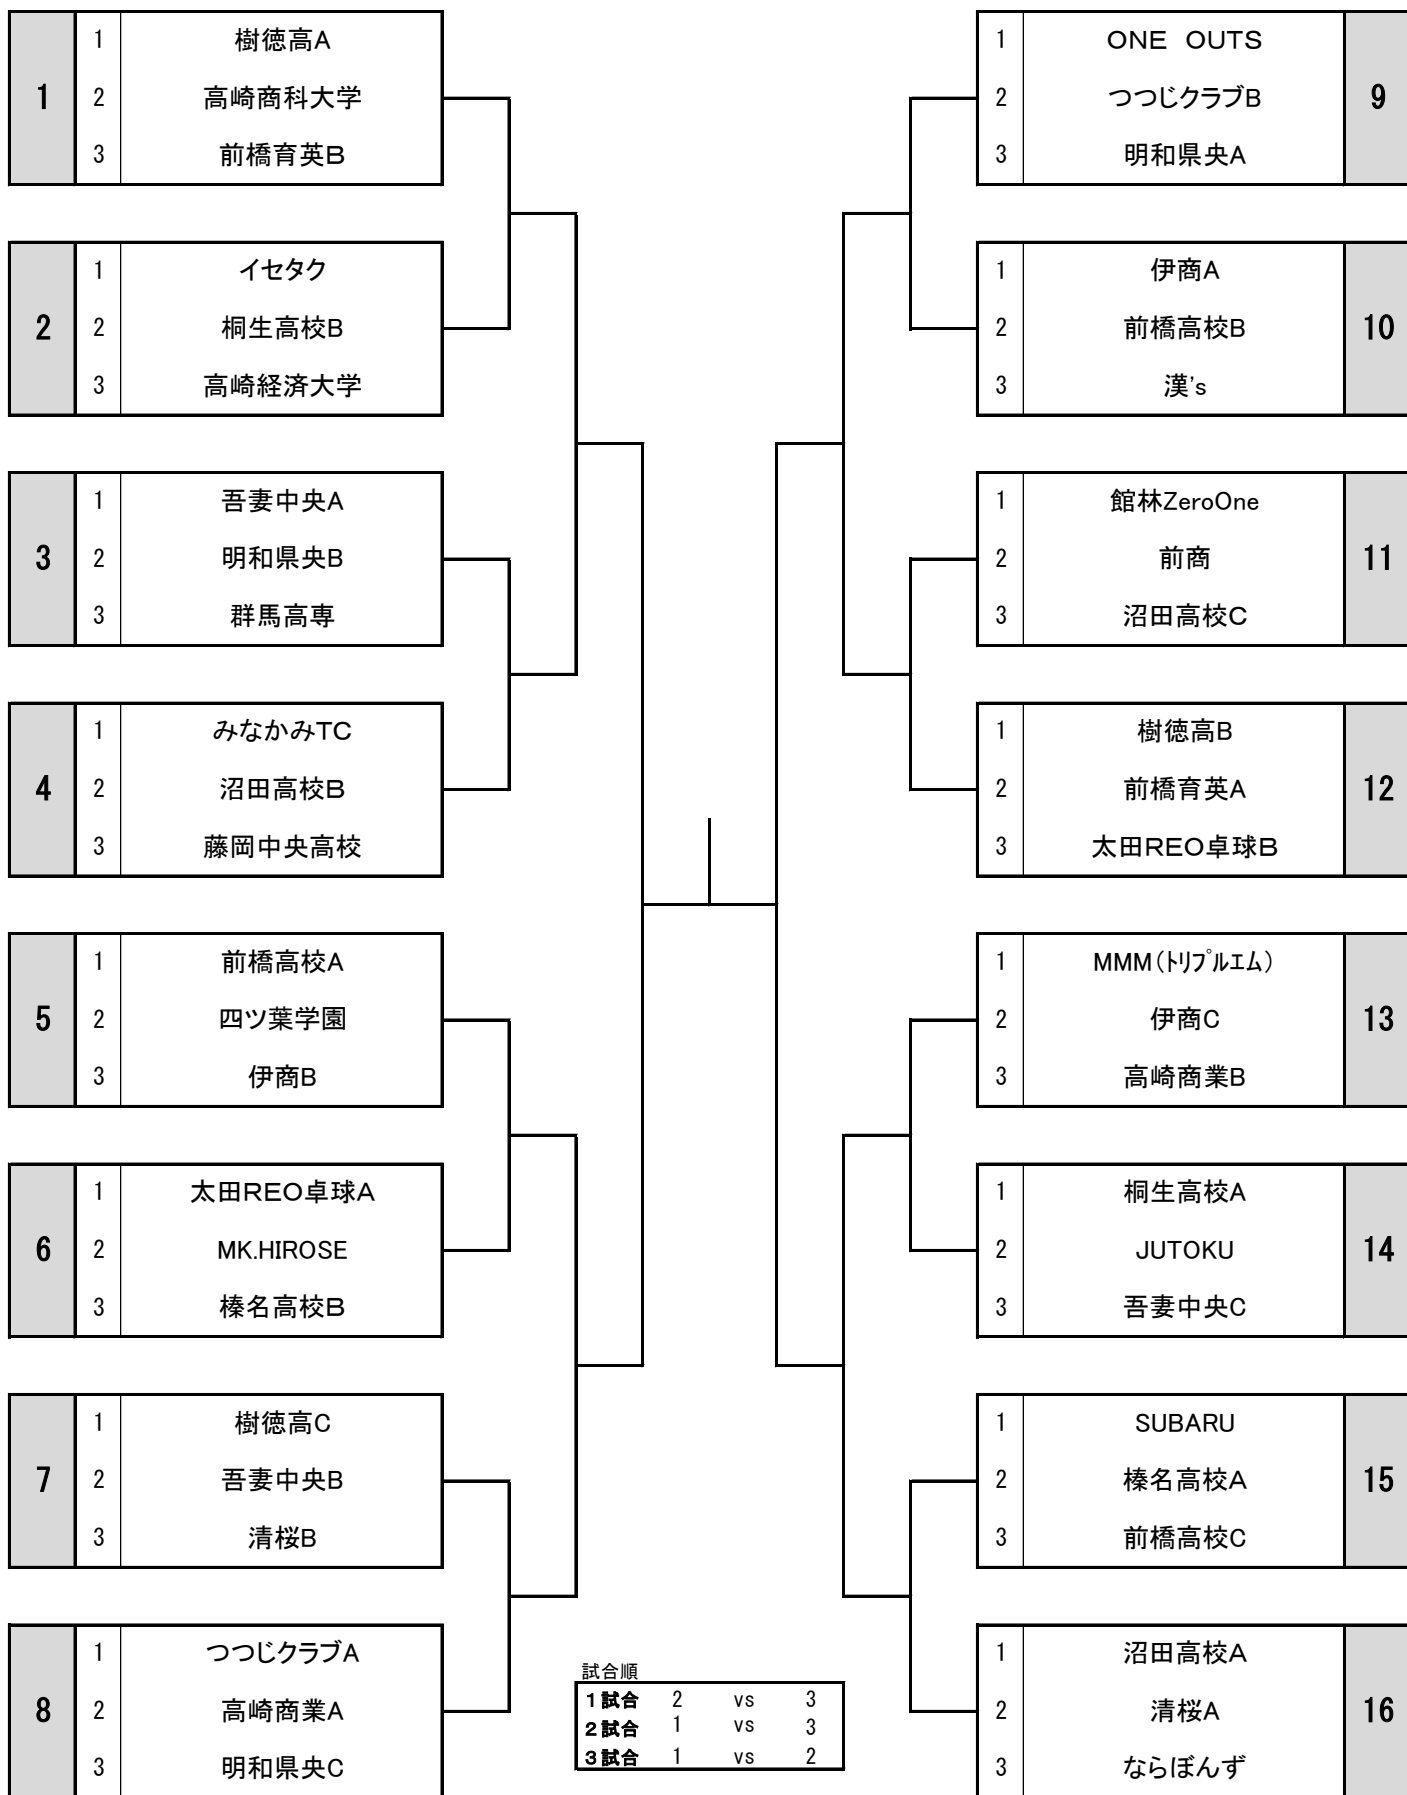 1
1 樹徳高A
2 高崎商科大学
3 前橋育英B
2
1 イセタク
2 桐生高校B
3 高崎経済大学
3
1 吾妻中央A
2 明和県央B
3 群馬高専
4
1 みなかみTC
2 沼田高校B
3 藤岡中央高校
5
1 前橋高校A
2 四ツ葉学園
3 伊商B
6
1 太田REO卓球A
2 MK.HIROSE
3 榛名高校B
7
1 樹徳高C
2 吾妻中央B
3 清桜B
8
1 つつじクラブA
2 高崎商業A
3 明和県央C
試合順
1試合 2 vs 3
2試合 1 vs 3
3試合 1 vs 2
9
1 ONE OUTS
2 つつじクラブB
3 明和県央A
10
1 伊商A
2 前橋高校B
3 漢's
11
1 館林ZeroOne
2 前商
3 沼田高校C
12
1 樹徳高B
2 前橋育英A
3 太田REO卓球B
13
1 MMM(ﾄﾘﾌﾟﾙｴﾑ)
2 伊商C
3 高崎商業B
14
1 桐生高校A
2 JUTOKU
3 吾妻中央C
15
1 SUBARU
2 榛名高校A
3 前橋高校C
16
1 沼田高校A
2 清桜A
3 ならぼんず